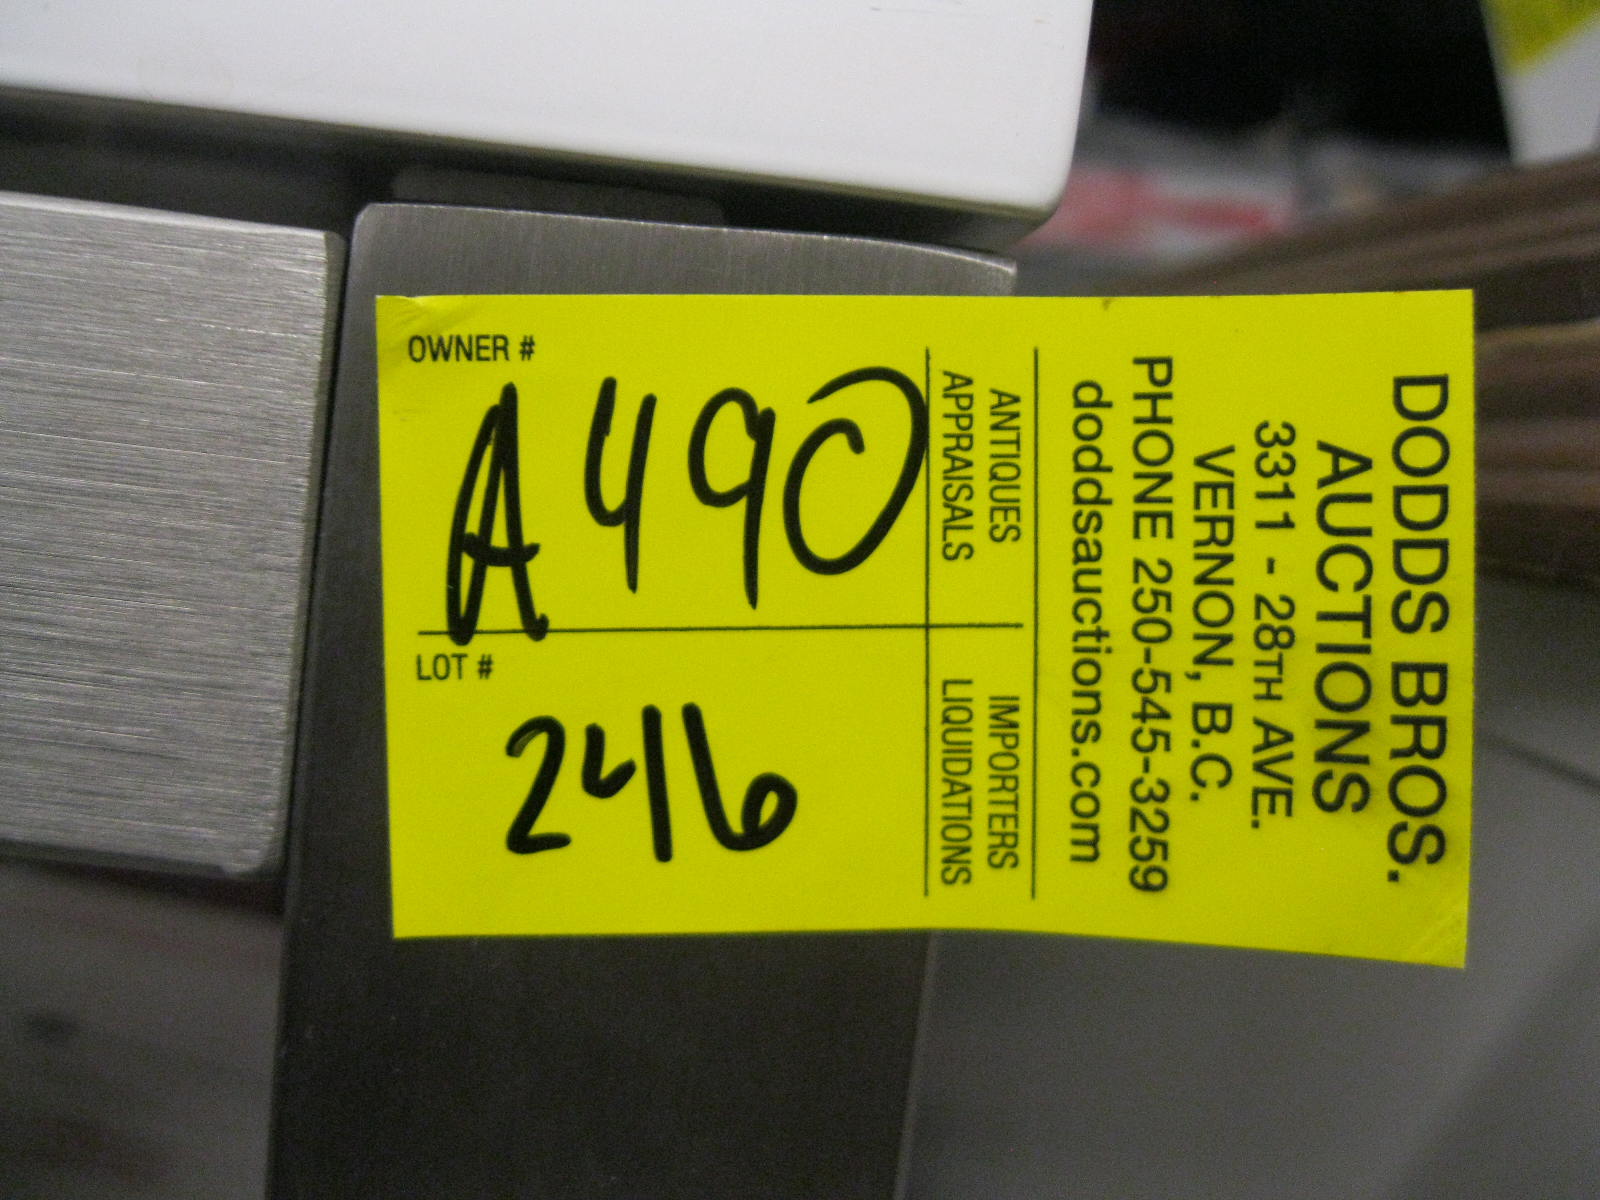 DODDS BROS.
AUCTIONS
3311 - 28TH AVE.
VERNON, B.C.
PHONE 250-545-3259
doddsauctions.com
ANTIQUES
APPRAISALS
IMPORTERS
LIQUIDATIONS
OWNER #
A490
LOT #
246